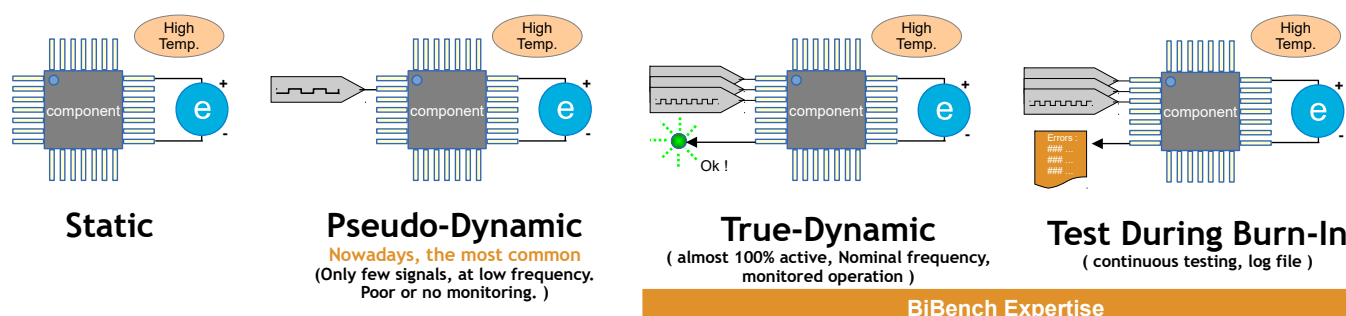 High
Temp.
component
e
+
-
Static
High
Temp.
component
e
+
-
Pseudo-Dynamic
Nowadays, the most common
(Only few signals, at low frequency.
Poor or no monitoring. )
High
Temp.
component
e
+
-
Ok !
True-Dynamic
( almost 100% active, Nominal frequency,
monitored operation )
High
Temp.
component
e
+
-
Errors :
### ...
### ...
### ...
Test During Burn-In
( continuous testing, log file )
BiBench Expertise